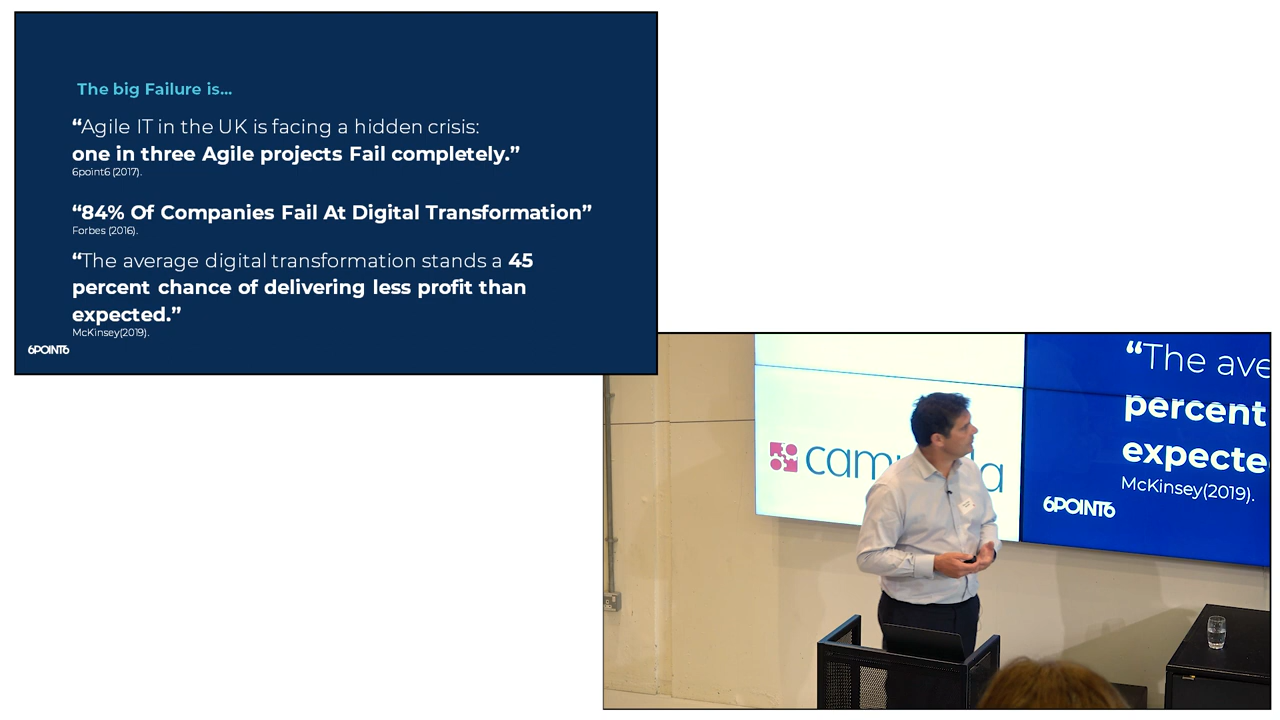 The big Failure is...
“Agile IT in the UK is facing a hidden crisis:
one in three Agile projects Fail completely.”
6point6 (2017).
“84% Of Companies Fail At Digital Transformation”
Forbes (2016).
“The average digital transformation stands a 45
percent chance of delivering less profit than
expected.”
McKinsey(2019).
6POINT6
“The ave
percent
expecte
McKinsey(2019).
6POINT6